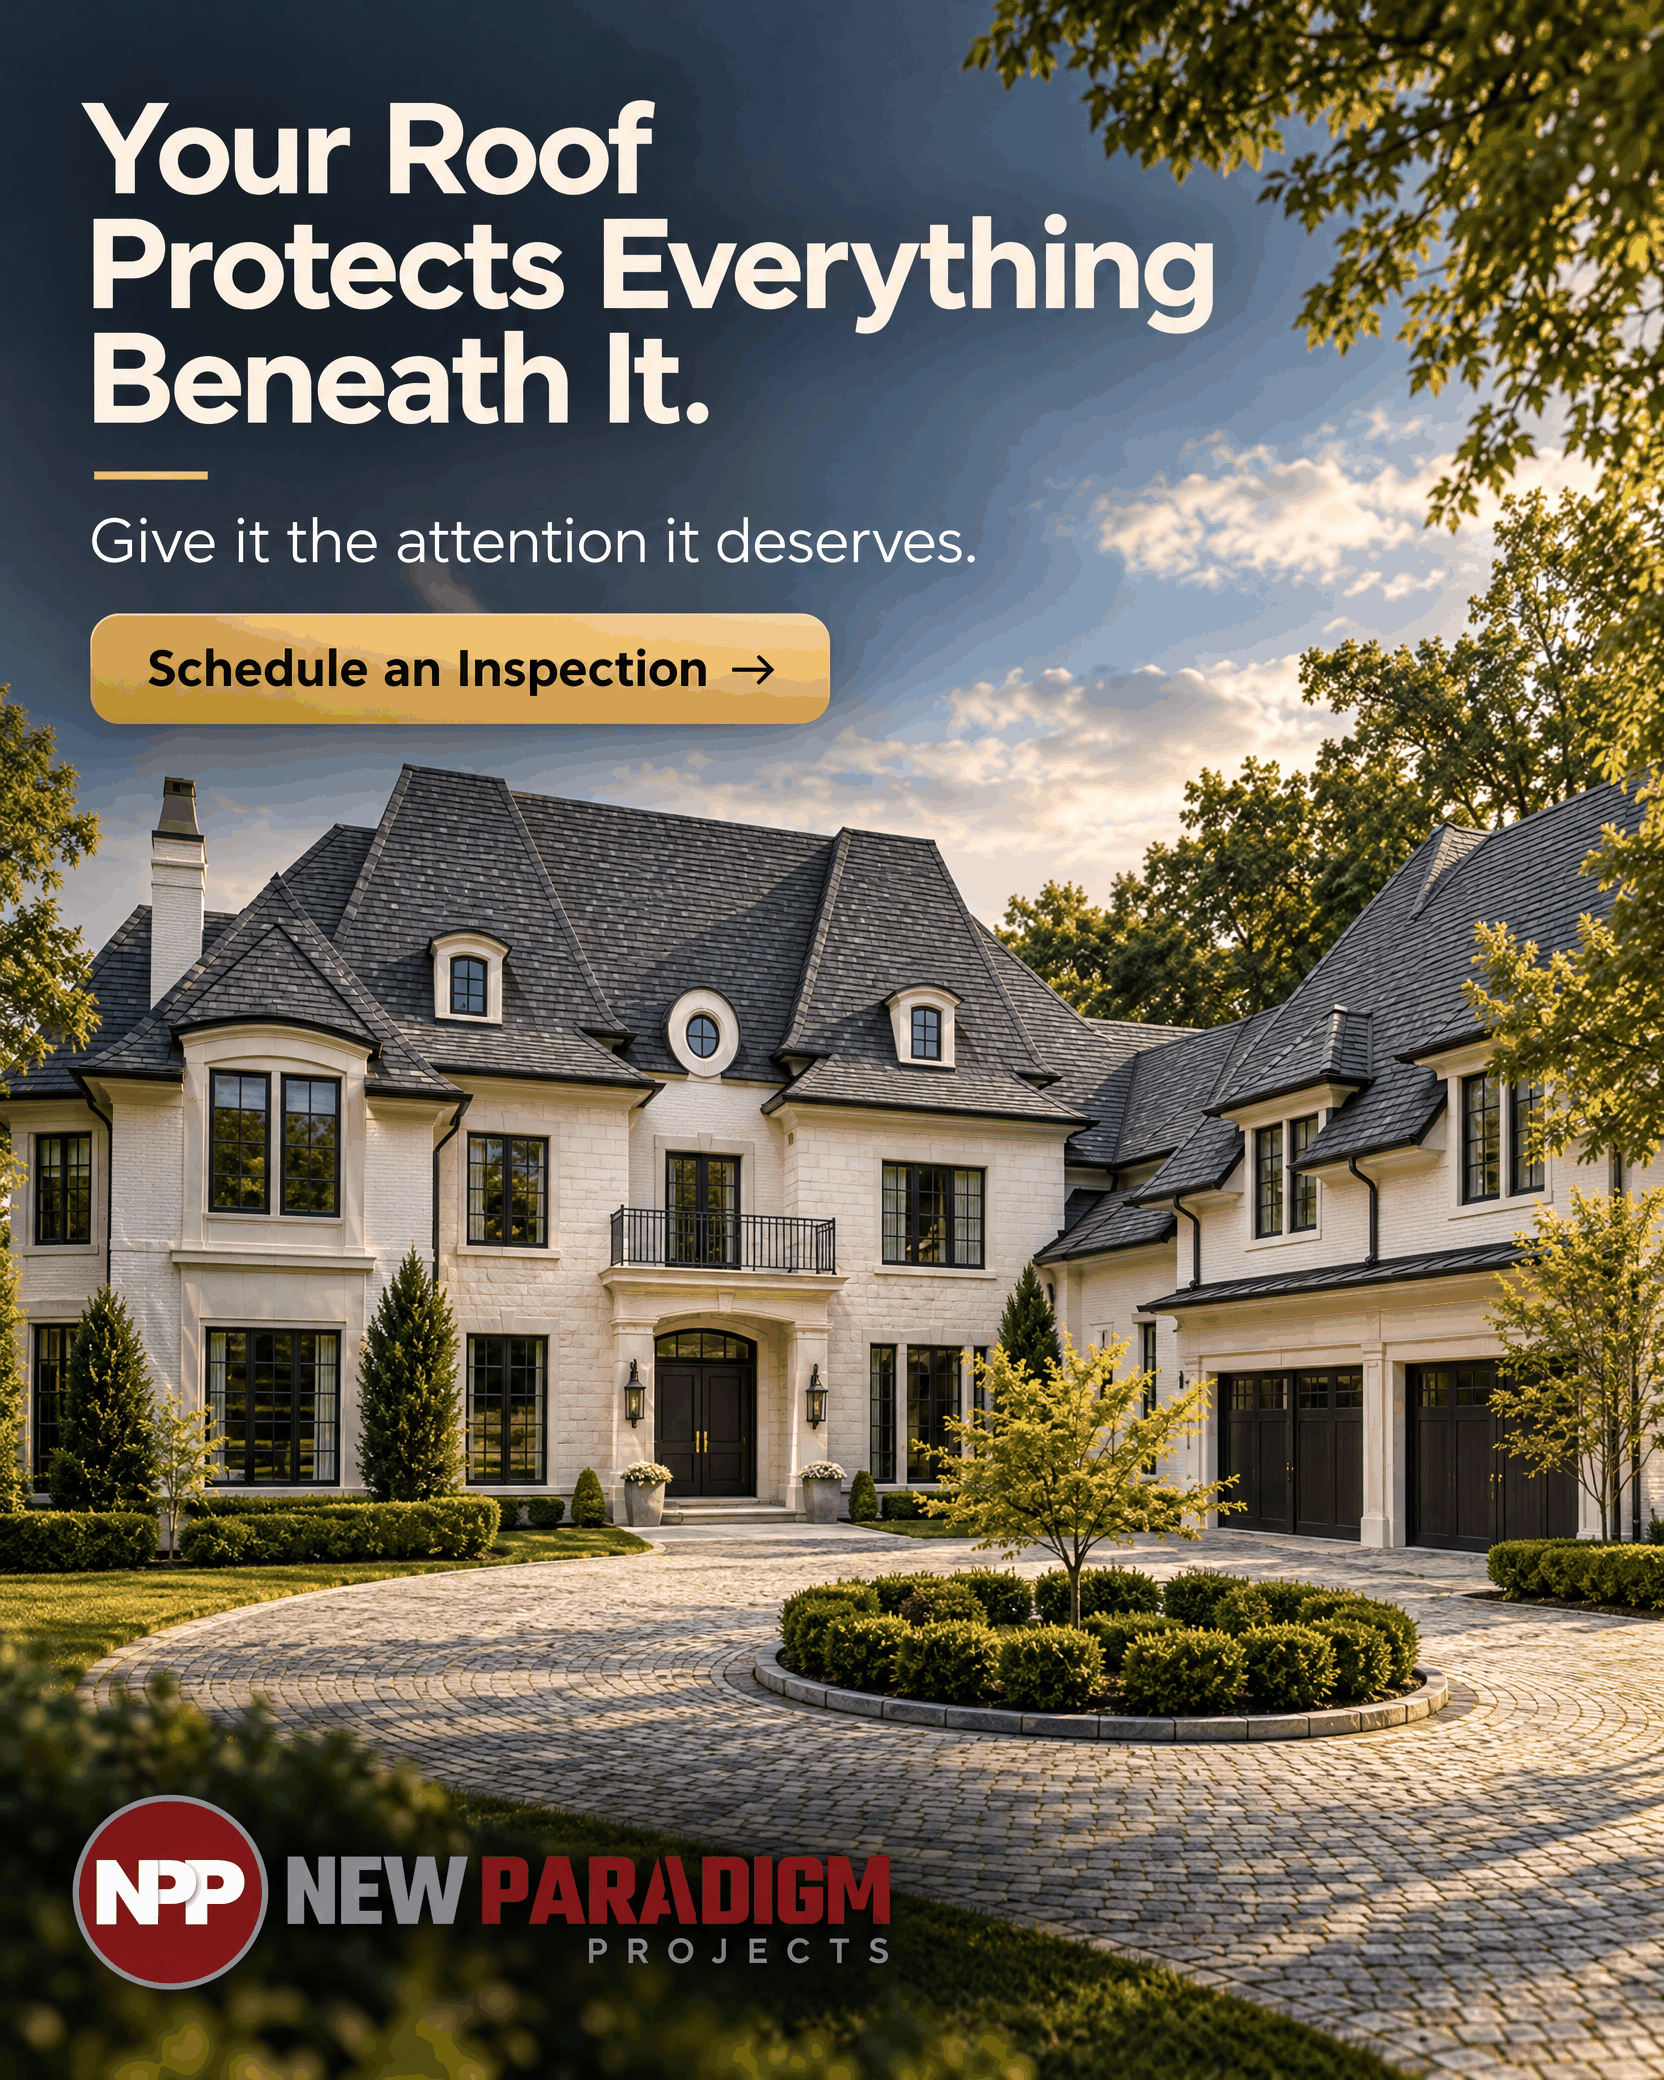 Your Roof
Protects Everything
Beneath It.
Give it the attention it deserves.
Schedule an Inspection →
NPP NEW PARADIGM
PROJECTS